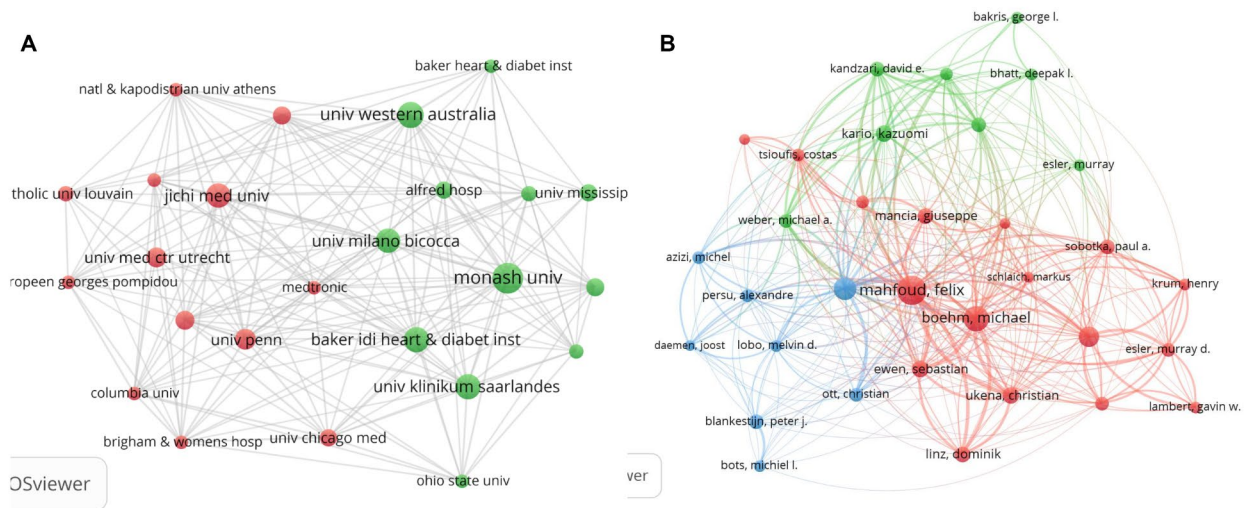 A
baker heart & diabet inst
natl & kapodistrian univ athens
univ western australia
tholic univ louvain
jichi med univ
alfred hosp
univ mississip
univ milano bicocca
univ med ctr utrecht
monash univ
ropeen georges pompidou
medtronic
univ penn
baker idi heart & diabet inst
univ klinikum saarlandes
columbia univ
brigham & womens hosp
univ chicago med
ohio state univ
OSviewer
B
bakris, george l.
kandzari, david e.
bhatt, deepak l.
kario, kazuomi
tsioufis, costas
esler, murray
weber, michael a.
mancia, giuseppe
azizi, michel
sobotka, paul a.
schlaich, markus
krum, henry
persu, alexandre
mahfoud, felix
boehm, michael
daemen, joost
lobo, melvin d.
esler, murray d.
ewen, sebastian
ott, christian
ukena, christian
lambert, gavin w.
blankestijn, peter j.
linz, dominik
bots, michiel l.
wer